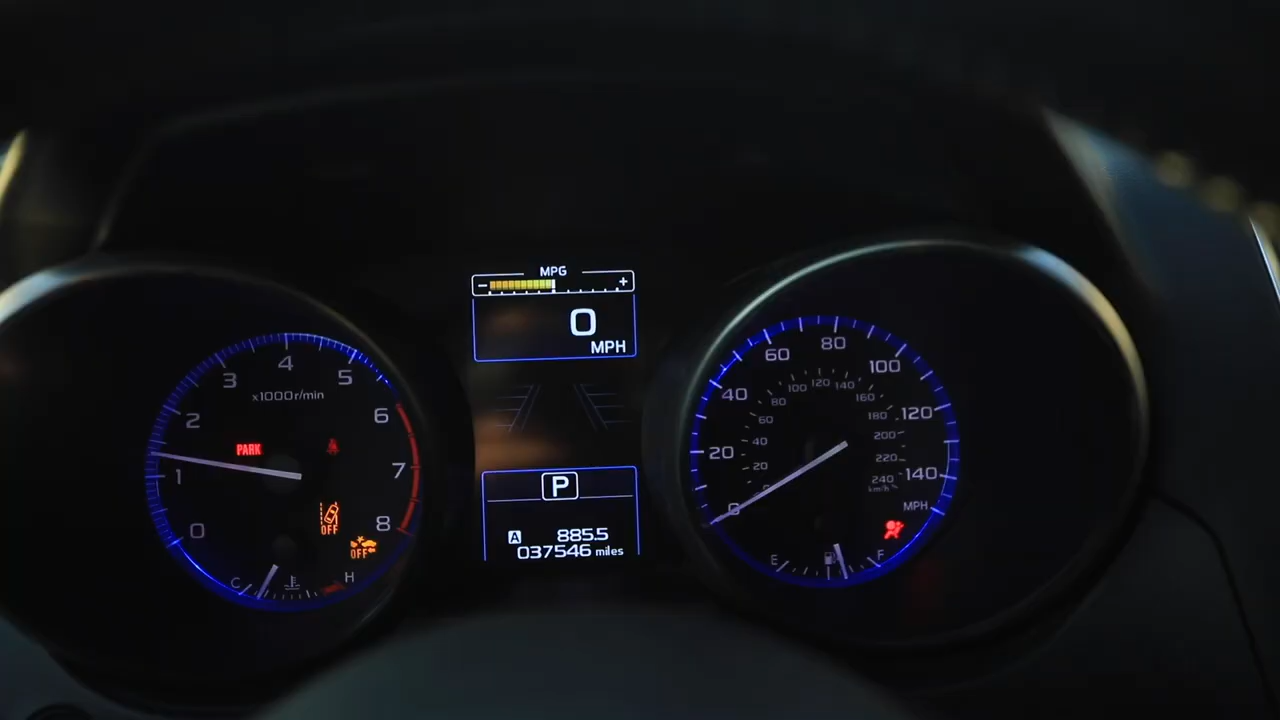 MPG
− +
0
MPH
4
3 5
x1000r/min
2 6
PARK
1 7
OFF
0 8
OFF
C H
P
A 885.5
037546 miles
80
60 100
40 120
20 140
0
100 120 140
80 160
60 180
40 200
20 220
240
km/h
MPH
E F